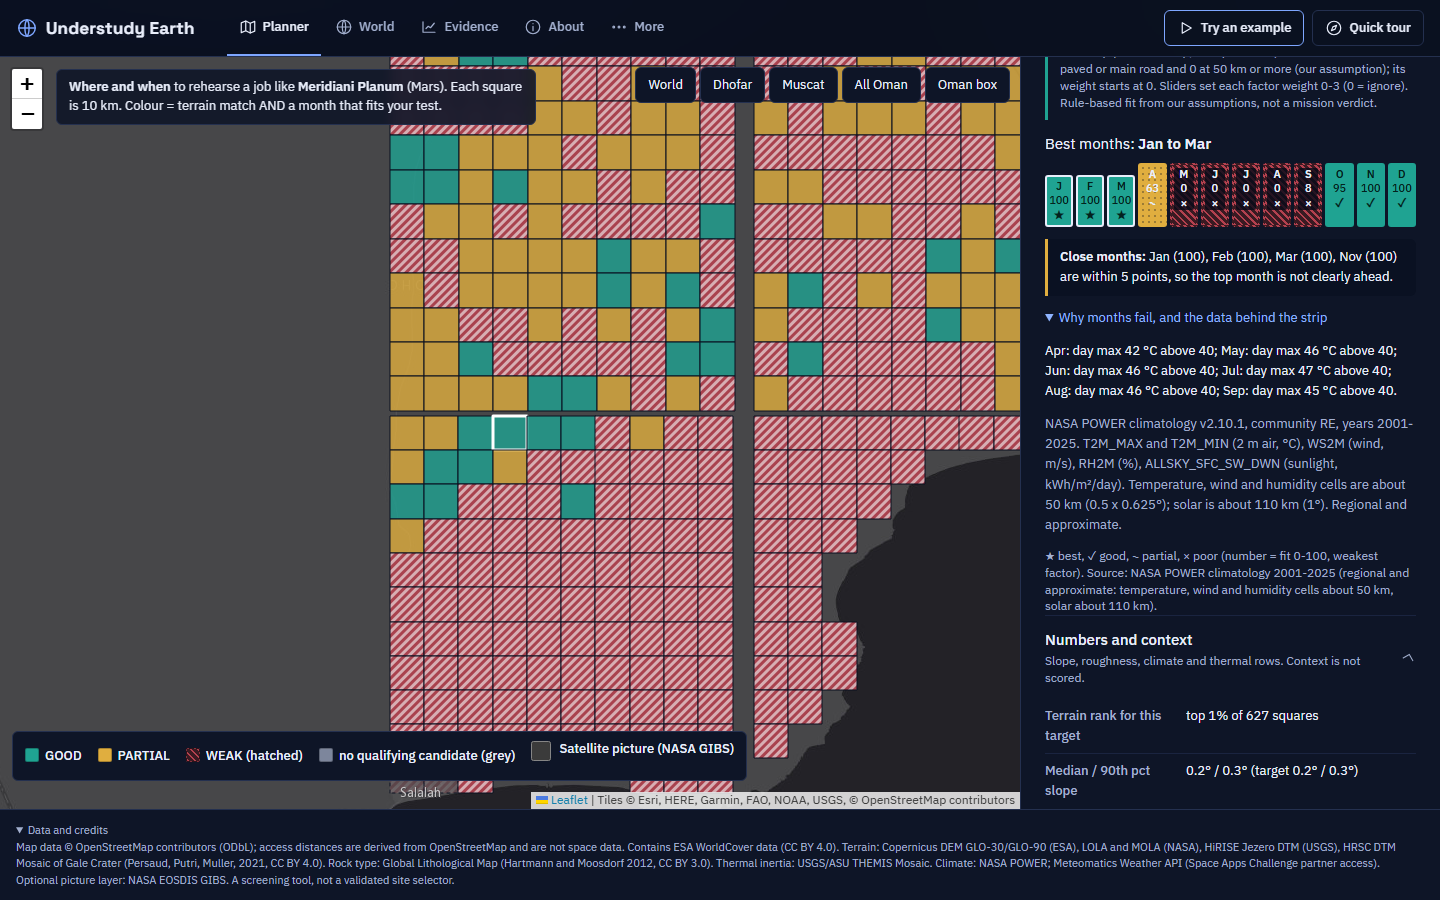 Understudy Earth
Planner
World
Evidence
About
More
Try an example
Quick tour
+
−
Where and when to rehearse a job like Meridiani Planum (Mars). Each square
is 10 km. Colour = terrain match AND a month that fits your test.
World
Dhofar
Muscat
All Oman
Oman box
paved or main road and 0 at 50 km or more (our assumption); its
weight starts at 0. Sliders set each factor weight 0-3 (0 = ignore).
Rule-based fit from our assumptions, not a mission verdict.
Best months: Jan to Mar
J F M A M J J A S O N D
100 100 100 63 0 0 0 0 8 95 100 100
★ ★ ★ ~ × × × × × ✓ ✓ ✓
Close months: Jan (100), Feb (100), Mar (100), Nov (100)
are within 5 points, so the top month is not clearly ahead.
▼ Why months fail, and the data behind the strip
Apr: day max 42 °C above 40; May: day max 46 °C above 40;
Jun: day max 46 °C above 40; Jul: day max 47 °C above 40;
Aug: day max 46 °C above 40; Sep: day max 45 °C above 40.
NASA POWER climatology v2.10.1, community RE, years 2001-
2025. T2M_MAX and T2M_MIN (2 m air, °C), WS2M (wind,
m/s), RH2M (%), ALLSKY_SFC_SW_DWN (sunlight,
kWh/m²/day). Temperature, wind and humidity cells are about
50 km (0.5 x 0.625°); solar is about 110 km (1°). Regional and
approximate.
★ best, ✓ good, ~ partial, × poor (number = fit 0-100, weakest
factor). Source: NASA POWER climatology 2001-2025 (regional and
approximate: temperature, wind and humidity cells about 50 km,
solar about 110 km).
Numbers and context
Slope, roughness, climate and thermal rows. Context is not
scored.
Terrain rank for this
target
top 1% of 627 squares
Median / 90th pct
slope
0.2° / 0.3° (target 0.2° / 0.3°)
GOOD
PARTIAL
WEAK (hatched)
no qualifying candidate (grey)
Satellite picture (NASA GIBS)
Salalah
Leaflet | Tiles © Esri, HERE, Garmin, FAO, NOAA, USGS, © OpenStreetMap contributors
▼ Data and credits
Map data © OpenStreetMap contributors (ODbL); access distances are derived from OpenStreetMap and are not space data. Contains ESA WorldCover data (CC BY 4.0). Terrain: Copernicus DEM GLO-30/GLO-90 (ESA), LOLA and MOLA (NASA), HiRISE Jezero DTM (USGS), HRSC DTM
Mosaic of Gale Crater (Persaud, Putri, Muller, 2021, CC BY 4.0). Rock type: Global Lithological Map (Hartmann and Moosdorf 2012, CC BY 3.0). Thermal inertia: USGS/ASU THEMIS Mosaic. Climate: NASA POWER; Meteomatics Weather API (Space Apps Challenge partner access).
Optional picture layer: NASA EOSDIS GIBS. A screening tool, not a validated site selector.